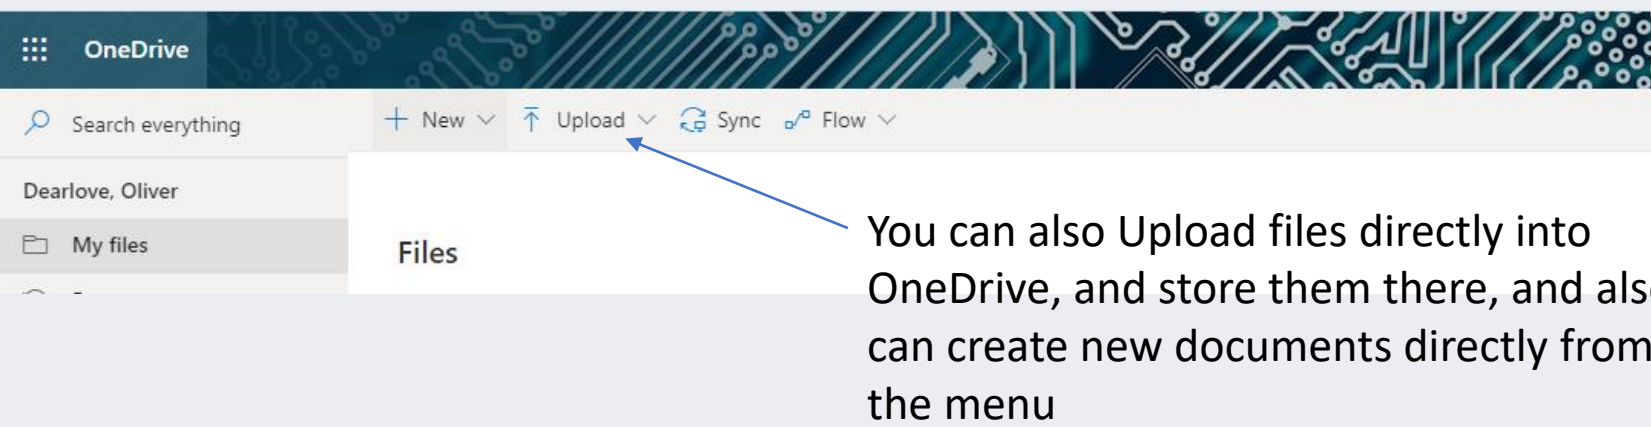 OneDrive
Search everything
New Upload Sync Flow
Dearlove, Oliver
My files
Files
You can also Upload files directly into
OneDrive, and store them there, and als
can create new documents directly from
the menu